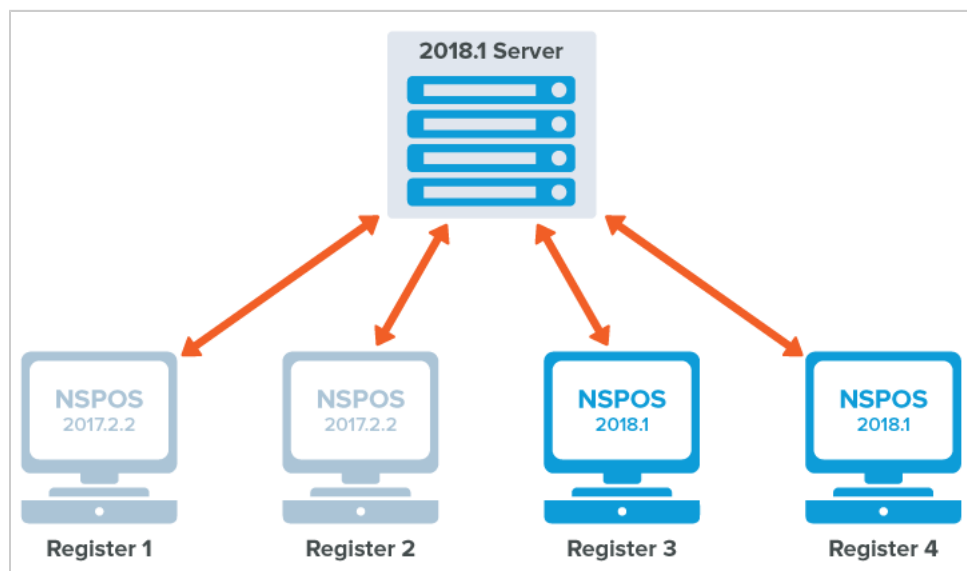 2018.1 Server
NSPOS
2017.2.2
NSPOS
2017.2.2
NSPOS
2018.1
NSPOS
2018.1
Register 1
Register 2
Register 3
Register 4